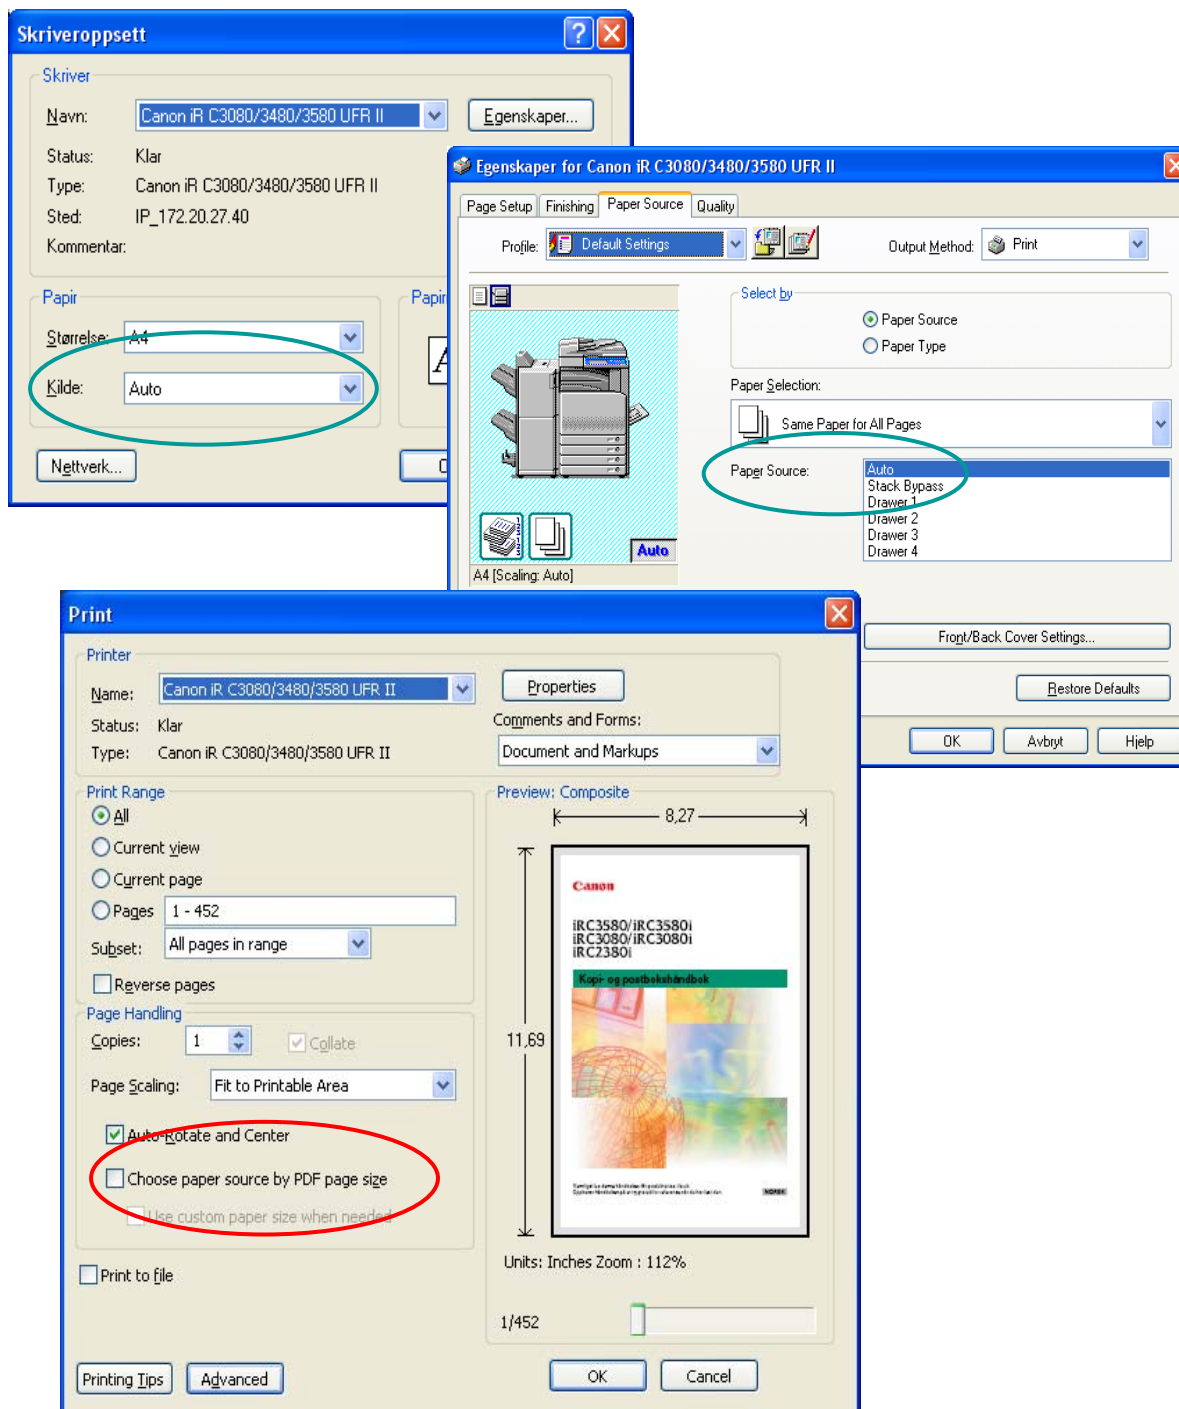 Skriveroppsett
Skriver
Navn: Canon iR C3080/3480/3580 UFR II Egenskaper...
Status: Klar
Type: Canon iR C3080/3480/3580 UFR II
Sted: IP_172.20.27.40
Kommentar:
Papir
Papir
Størrelse: A4
Kilde: Auto
Nettverk...
Egenskaper for Canon iR C3080/3480/3580 UFR II
Page Setup Finishing Paper Source Quality
Profile: Default Settings Output Method: Print
Select by
Paper Source
Paper Type
Paper Selection:
Same Paper for All Pages
Paper Source: Auto
Stack Bypass
Drawer 1
Drawer 2
Drawer 3
Drawer 4
Auto
A4 [Scaling: Auto]
Front/Back Cover Settings...
Restore Defaults
OK Avbryt Hjelp
Print
Printer
Name: Canon iR C3080/3480/3580 UFR II Properties
Status: Klar
Type: Canon iR C3080/3480/3580 UFR II
Comments and Forms:
Document and Markups
Print Range
All
Current view
Current page
Pages 1 - 452
Subset: All pages in range
Reverse pages
Page Handling
Copies: 1 Collate
Page Scaling: Fit to Printable Area
Auto-Rotate and Center
Choose paper source by PDF page size
Use custom paper size when needed
Print to file
Printing Tips Advanced
Preview: Composite
8,27
11,69
Canon
iRC3580/iRC3580i
iRC3080/iRC3080i
iRC2380i
Kopi- og postbokshåndbok
NORSK
Units: Inches Zoom : 112%
1/452
OK Cancel